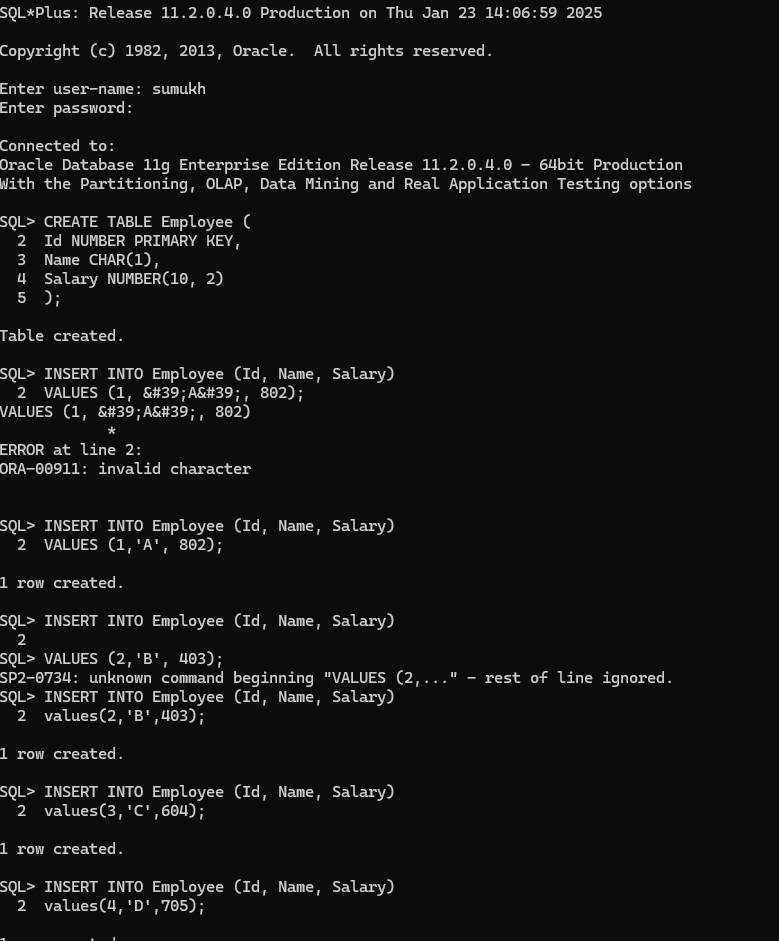 SQL*Plus: Release 11.2.0.4.0 Production on Thu Jan 23 14:06:59 2025
Copyright (c) 1982, 2013, Oracle.  All rights reserved.
Enter user-name: sumukh
Enter password:
Connected to:
Oracle Database 11g Enterprise Edition Release 11.2.0.4.0 - 64bit Production
With the Partitioning, OLAP, Data Mining and Real Application Testing options
SQL> CREATE TABLE Employee (
  2  Id NUMBER PRIMARY KEY,
  3  Name CHAR(1),
  4  Salary NUMBER(10, 2)
  5  );
Table created.
SQL> INSERT INTO Employee (Id, Name, Salary)
  2  VALUES (1, &#39;A&#39;, 802);
VALUES (1, &#39;A&#39;, 802)
            *
ERROR at line 2:
ORA-00911: invalid character
SQL> INSERT INTO Employee (Id, Name, Salary)
  2  VALUES (1,'A', 802);
1 row created.
SQL> INSERT INTO Employee (Id, Name, Salary)
  2
SQL> VALUES (2,'B', 403);
SP2-0734: unknown command beginning "VALUES (2,..." - rest of line ignored.
SQL> INSERT INTO Employee (Id, Name, Salary)
  2  values(2,'B',403);
1 row created.
SQL> INSERT INTO Employee (Id, Name, Salary)
  2  values(3,'C',604);
1 row created.
SQL> INSERT INTO Employee (Id, Name, Salary)
  2  values(4,'D',705);